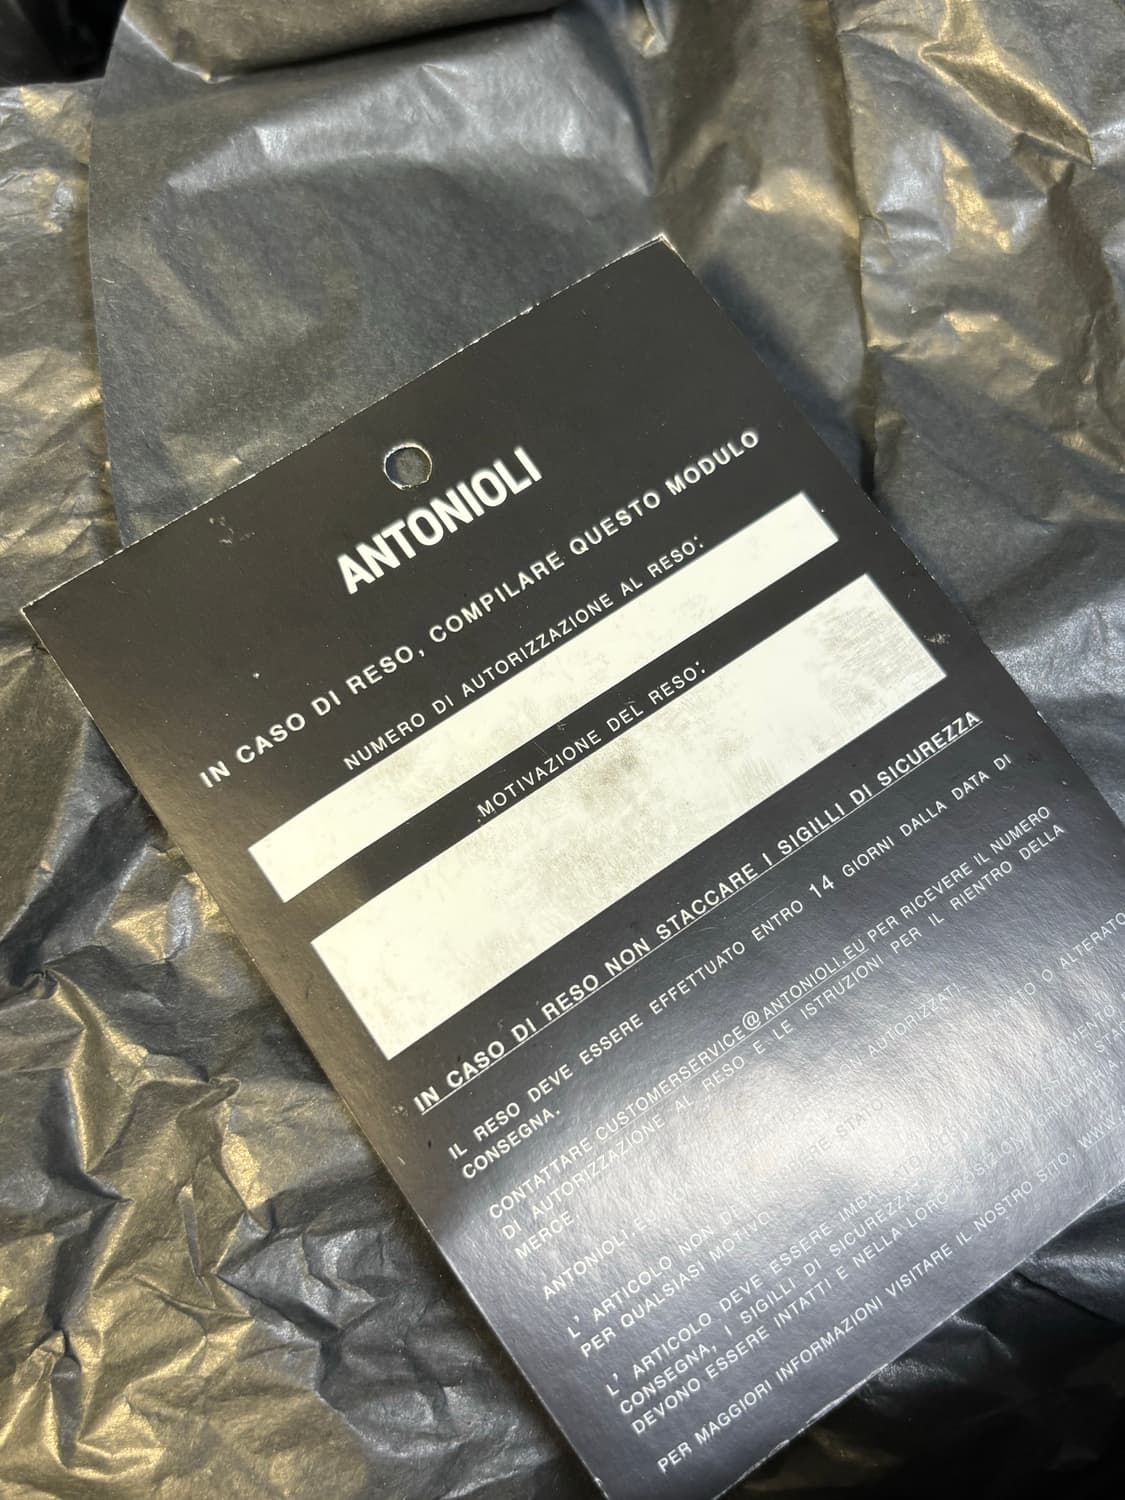 ANTONIOLI
IN CASO DI RESO, COMPILARE QUESTO MODULO
NUMERO DI AUTORIZZAZIONE AL RESO:
MOTIVAZIONE DEL RESO:
IN CASO DI RESO NON STACCARE I SIGILLI DI SICUREZZA
IL RESO DEVE ESSERE EFFETTUATO ENTRO 14 GIORNI DALLA DATA DI
CONSEGNA.
CONTATTARE CUSTOMERSERVICE@ANTONIOLI.EU PER RICEVERE IL NUMERO
DI AUTORIZZAZIONE AL RESO E LE ISTRUZIONI PER IL RIENTRO DELLA
MERCE.
AUTORIZZATI.
L' ARTICOLO NON O ALTERATO
PER QUALSIASI MOTIVO.
L' ARTICOLO DEVE ESSERE
CONSEGNA, I SIGILLI DI SICUREZZA
DEVONO ESSERE INTATTI E NELLA LORO
PER MAGGIORI INFORMAZIONI VISITARE IL NOSTRO SITO: